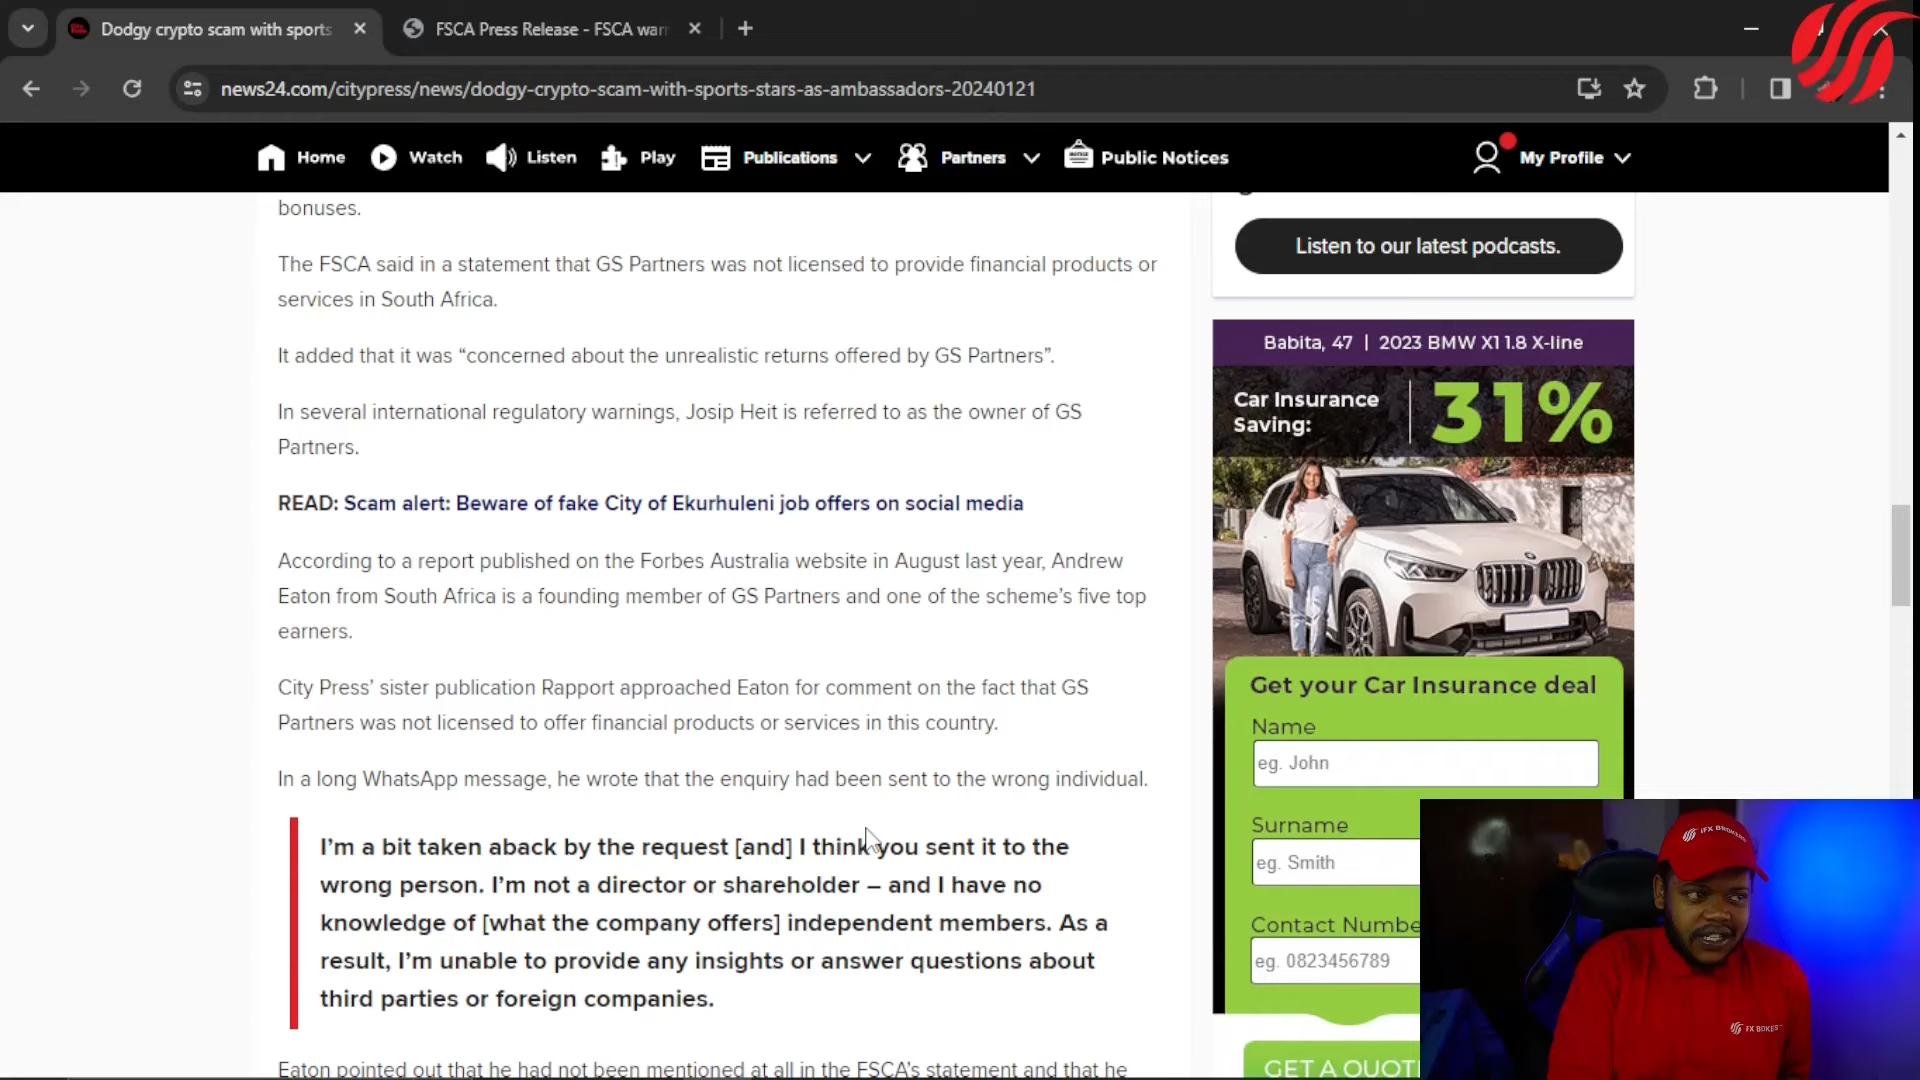 Dodgy crypto scam with sports
FSCA Press Release - FSCA warn
news24.com/citypress/news/dodgy-crypto-scam-with-sports-stars-as-ambassadors-20240121
Home
Watch
Listen
Play
Publications
Partners
Public Notices
My Profile
bonuses.
The FSCA said in a statement that GS Partners was not licensed to provide financial products or
services in South Africa.
It added that it was “concerned about the unrealistic returns offered by GS Partners”.
In several international regulatory warnings, Josip Heit is referred to as the owner of GS
Partners.
READ: Scam alert: Beware of fake City of Ekurhuleni job offers on social media
According to a report published on the Forbes Australia website in August last year, Andrew
Eaton from South Africa is a founding member of GS Partners and one of the scheme’s five top
earners.
City Press’ sister publication Rapport approached Eaton for comment on the fact that GS
Partners was not licensed to offer financial products or services in this country.
In a long WhatsApp message, he wrote that the enquiry had been sent to the wrong individual.
I’m a bit taken aback by the request [and] I think you sent it to the
wrong person. I’m not a director or shareholder – and I have no
knowledge of [what the company offers] independent members. As a
result, I’m unable to provide any insights or answer questions about
third parties or foreign companies.
Eaton pointed out that he had not been mentioned at all in the FSCA’s statement and that he
Listen to our latest podcasts.
Babita, 47 | 2023 BMW X1 1.8 X-line
Car Insurance
Saving:
31%
Get your Car Insurance deal
Name
eg. John
Surname
eg. Smith
Contact Numbe
eg. 0823456789
GET A QUOT
iFX BROKERS